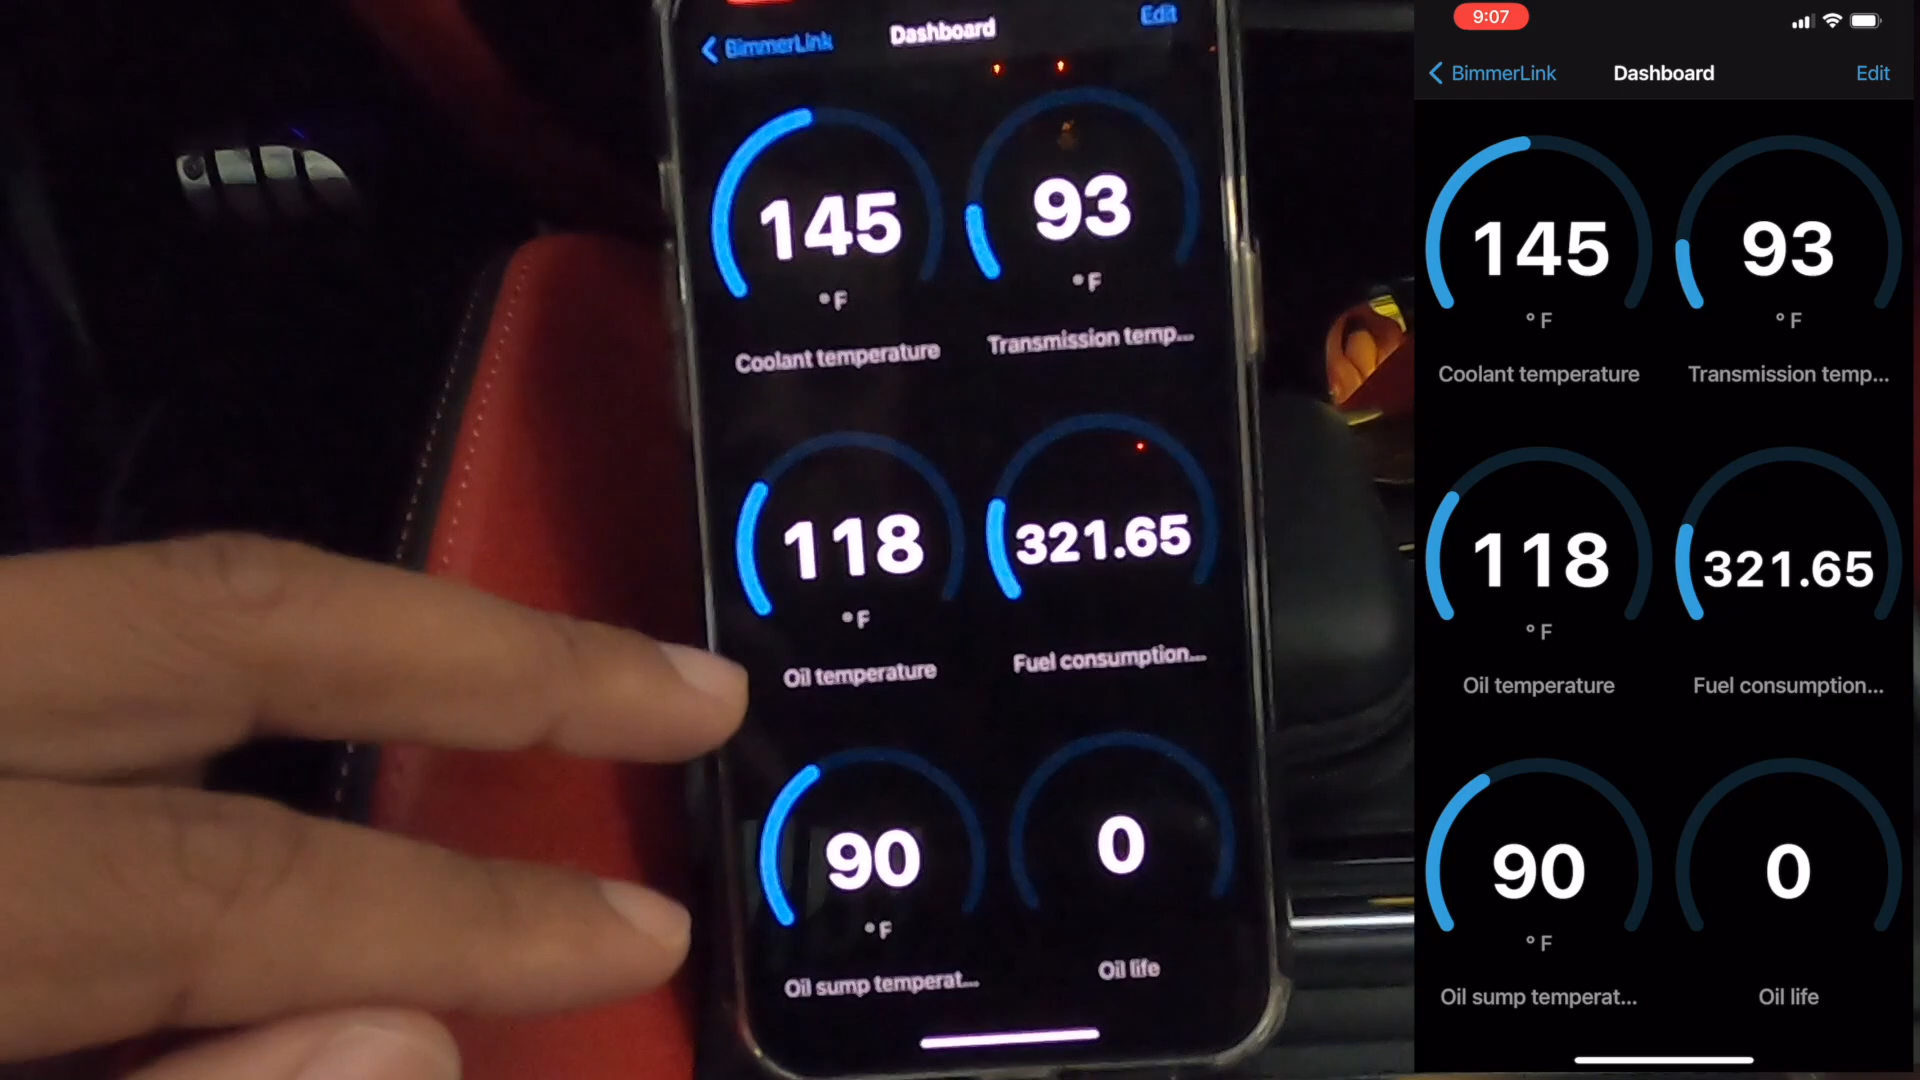 BimmerLink Dashboard Edit
145 93
°F °F
Coolant temperature Transmission temp...
118 321.65
°F
Oil temperature Fuel consumption...
90 0
°F
Oil sump temperat... Oil life
9:07
BimmerLink Dashboard Edit
145 93
°F °F
Coolant temperature Transmission temp...
118 321.65
°F
Oil temperature Fuel consumption...
90 0
°F
Oil sump temperat... Oil life